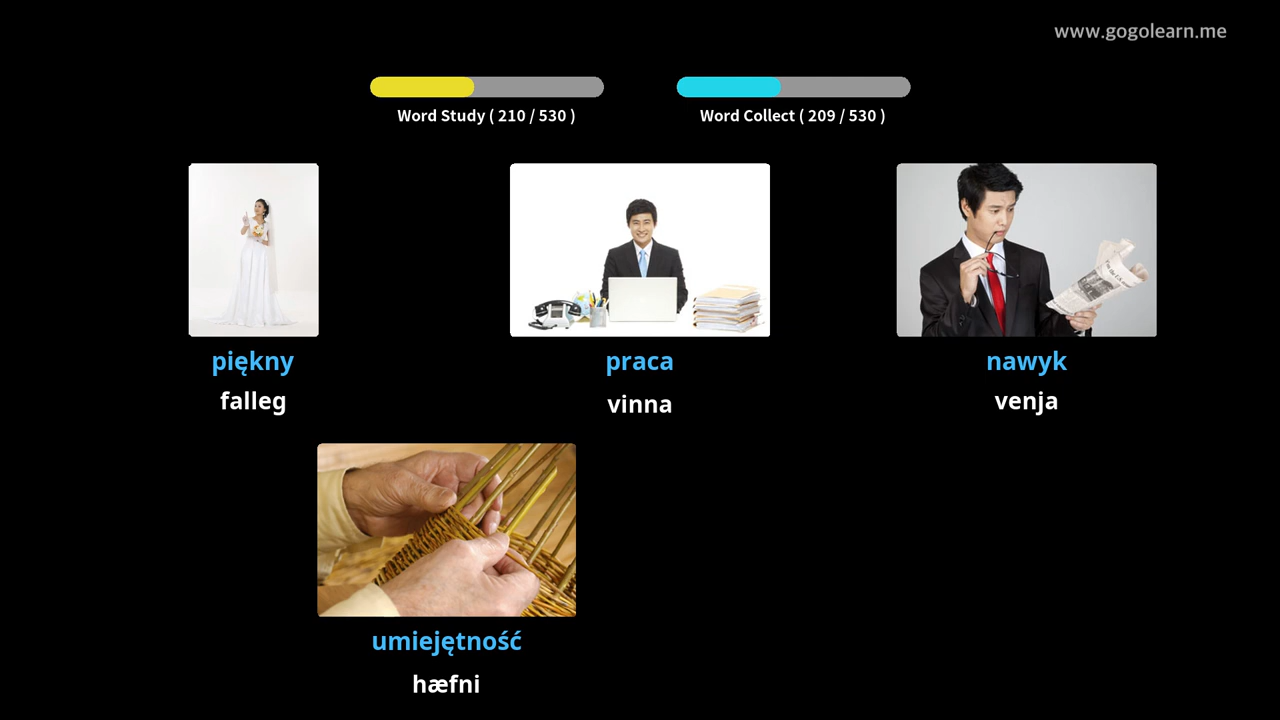 www.gogolearn.me
Word Study ( 210 / 530 )
Word Collect ( 209 / 530 )
piękny
falleg
praca
vinna
nawyk
venja
umiejętność
hæfni